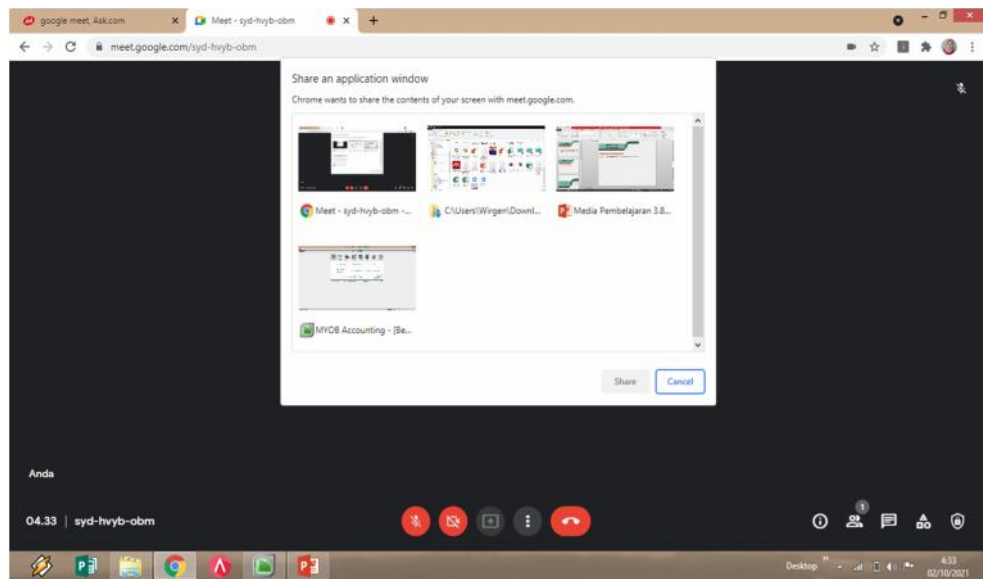 google meet, Ask.com
Meet - syd-hvyb-obm
meet.google.com/syd-hvyb-obm
Share an application window
Chrome wants to share the contents of your screen with meet.google.com.
Meet - syd-hvyb-obm -...
C:\Users\Wirgen\Downl...
Media Pembelajaran 3.8...
MYOB Accounting - [Be...
Share
Cancel
Anda
04.33 | syd-hvyb-obm
1
Desktop
4:33
02/10/2021